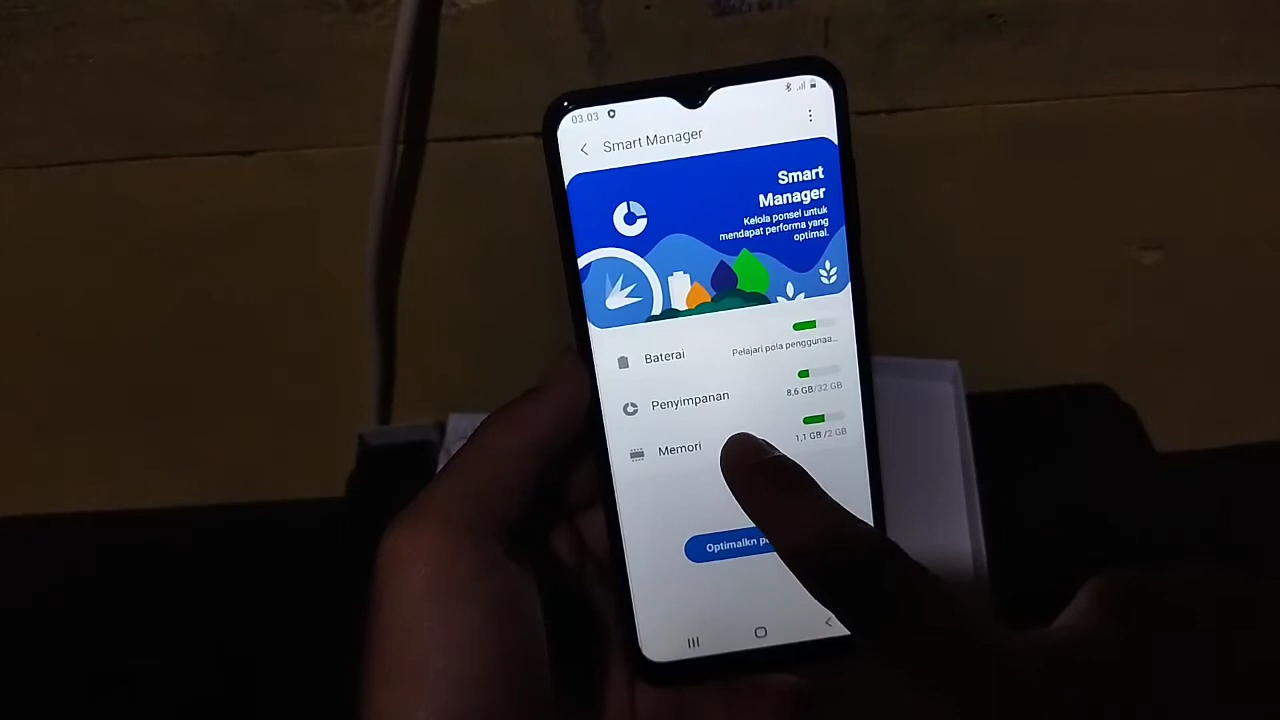 03.03
Smart Manager
Smart
Manager
Kelola ponsel untuk
mendapat performa yang
optimal.
Baterai
Pelajari pola penggunaa...
Penyimpanan
8,6 GB/32 GB
Memori
1,1 GB/2 GB
Optimalkn